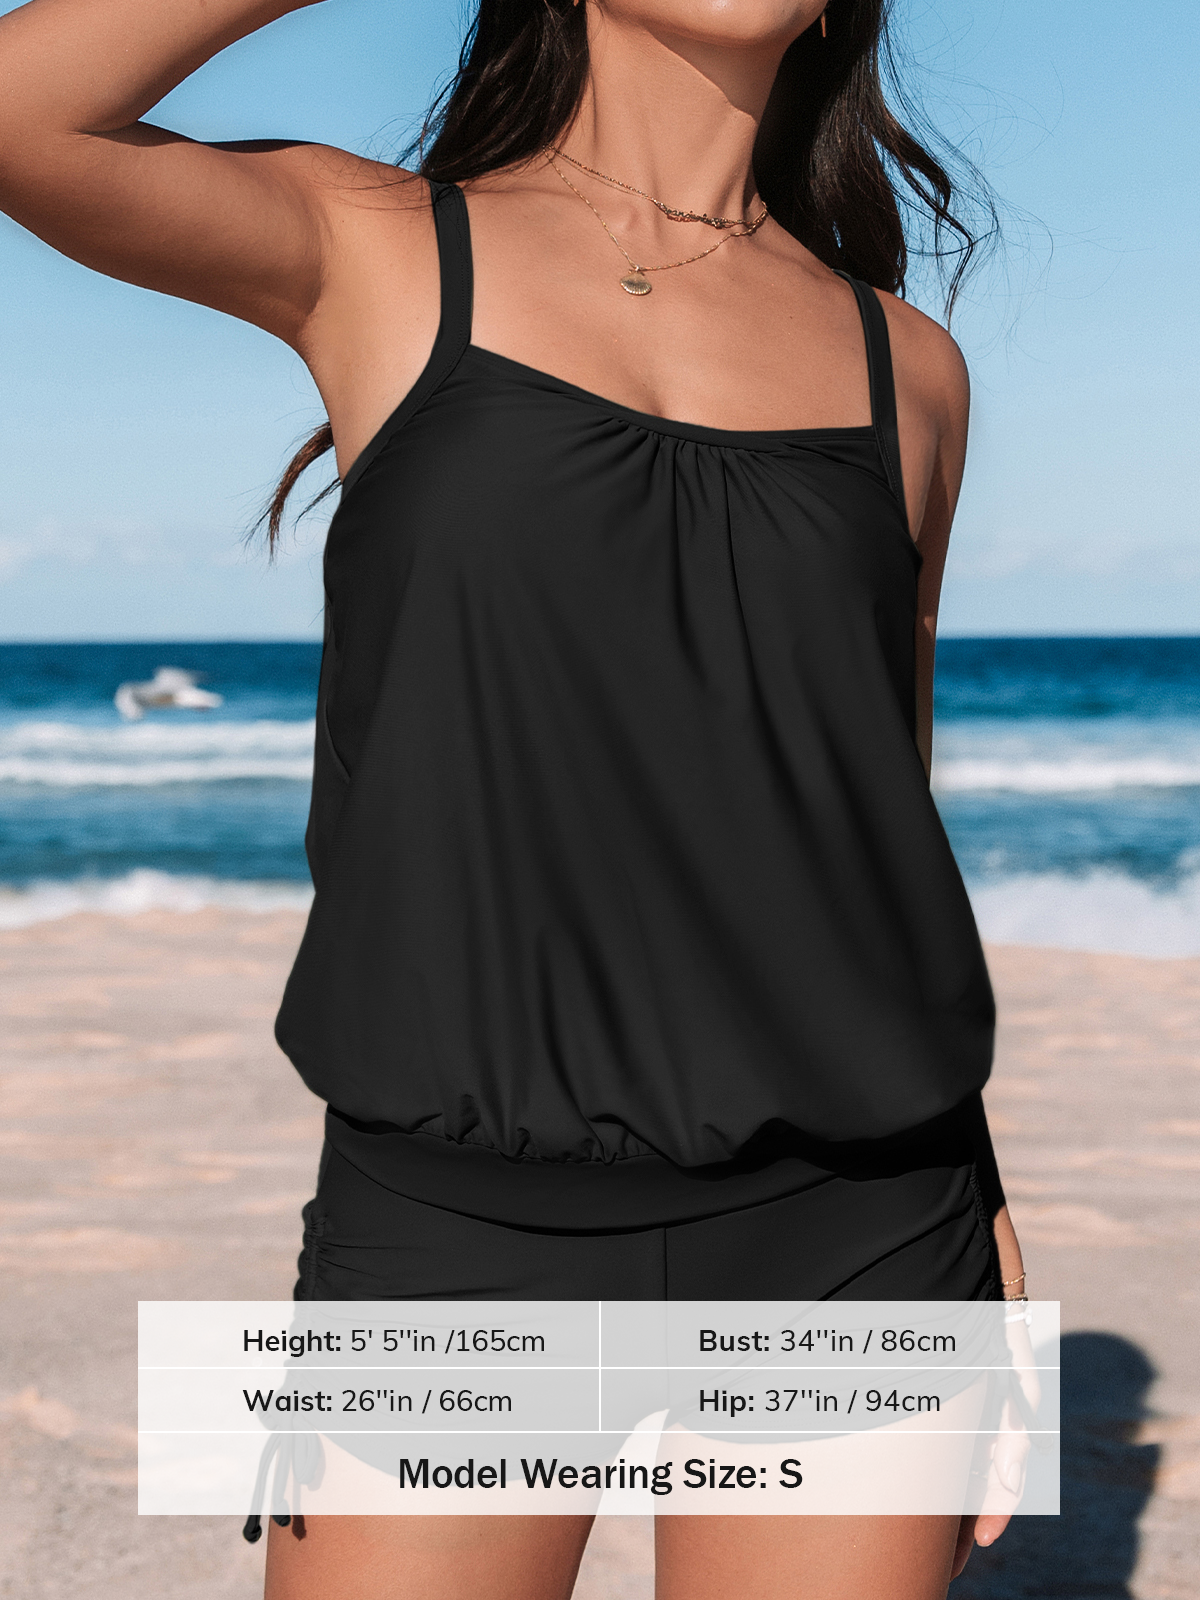 Height: 5' 5''in /165cm
Bust: 34''in / 86cm
Waist: 26''in / 66cm
Hip: 37''in / 94cm
Model Wearing Size: S